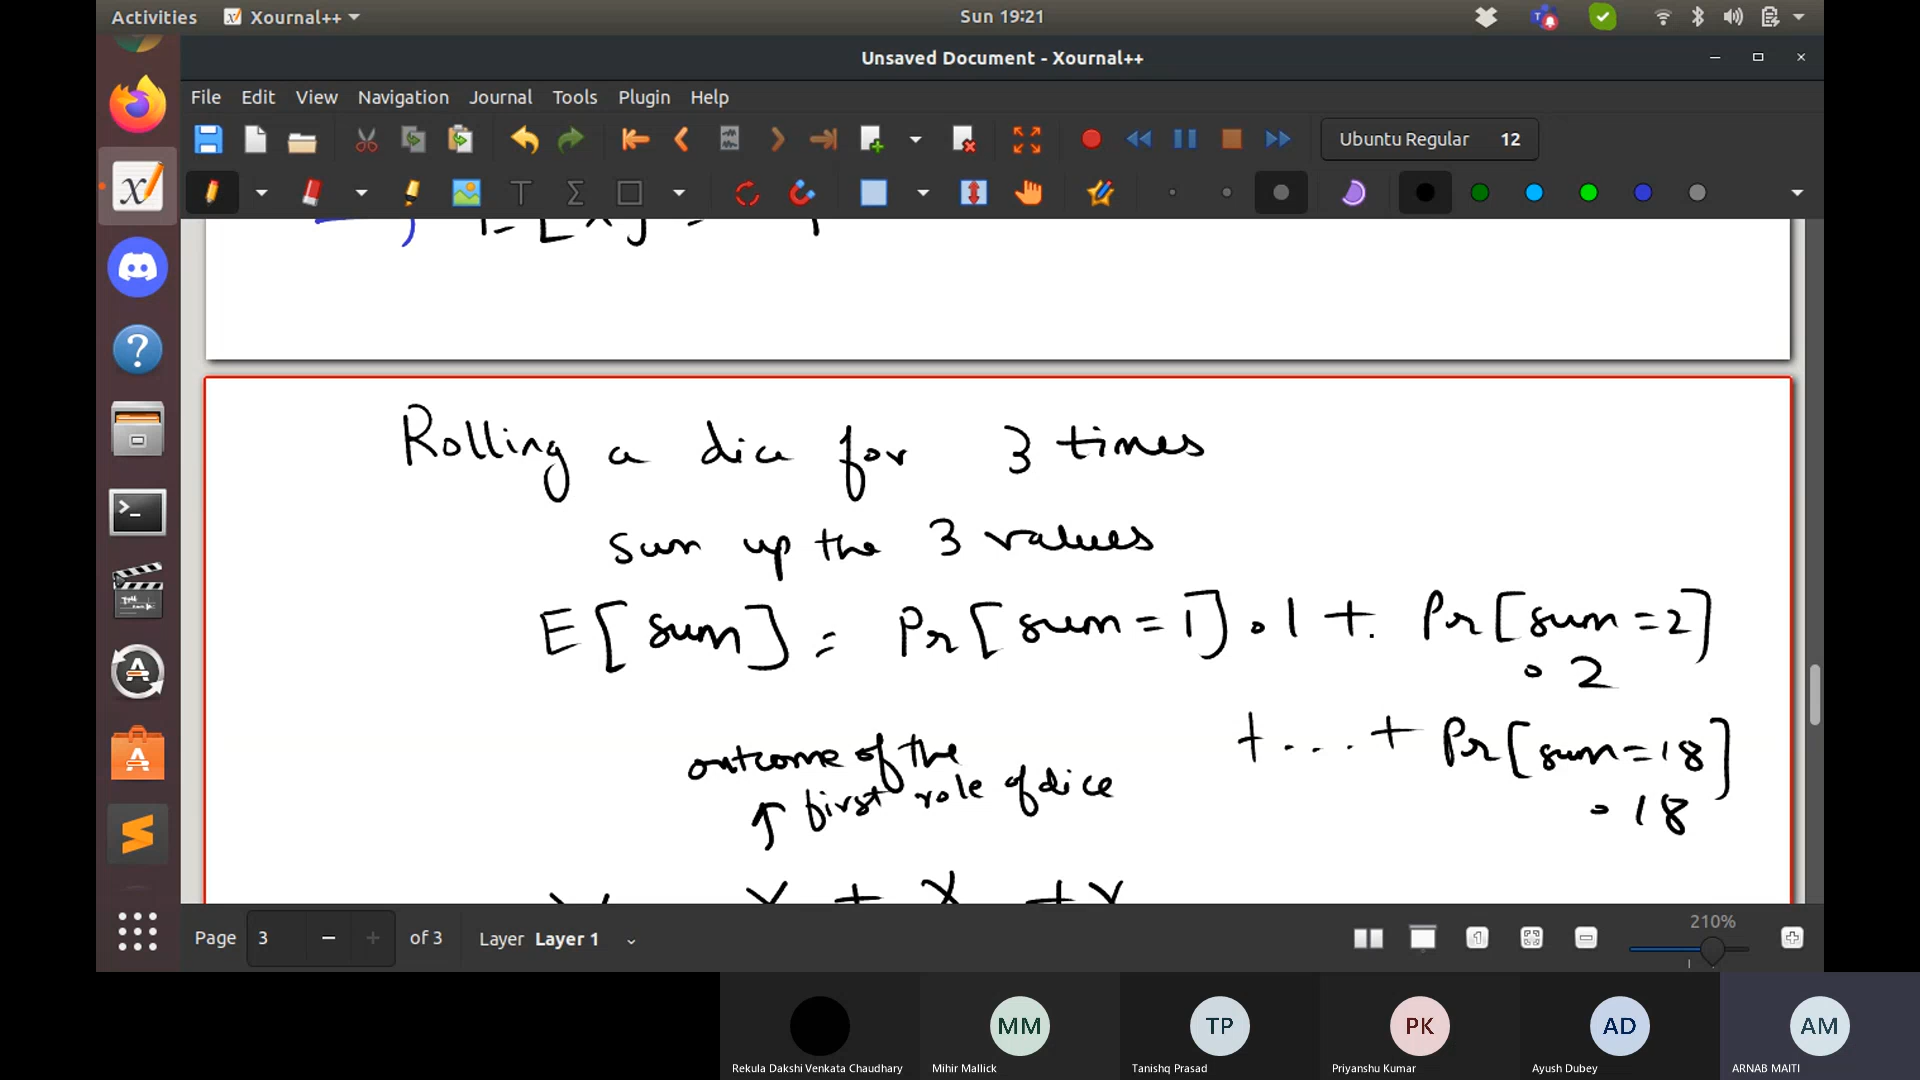 Activities Xournal++ Sun 19:21
Unsaved Document - Xournal++
File Edit View Navigation Journal Tools Plugin Help
Ubuntu Regular 12
E[X] =
Rolling a dice for 3 times
sum up the 3 values
E[sum] = Pr[sum=1].1 + Pr[sum=2]
. 2
+ .... + Pr[sum=18]
. 18
outcome of the
↑ first role of dice
X + X + X
Page 3 of 3 Layer Layer 1 210%
MM TP PK AD AM
Rekula Dakshi Venkata Chaudhary Mihir Mallick Tanishq Prasad Priyanshu Kumar Ayush Dubey ARNAB MAITI